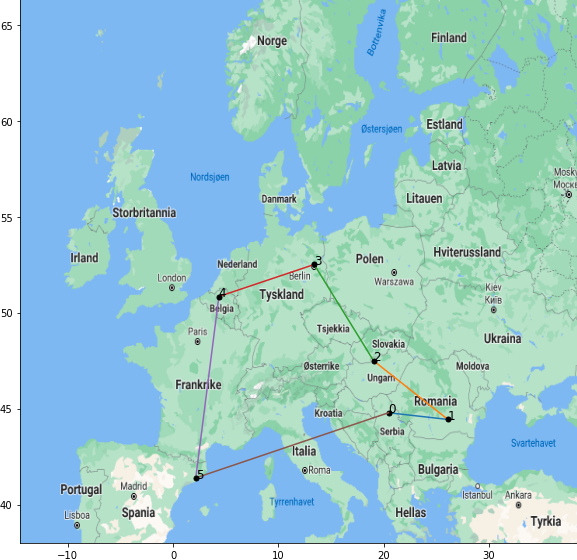 65
60
55
50
45
40
−10
0
10
20
30
Norge
Finland
Bottenvika
Østersjøen
Estland
Nordsjøen
Latvia
Mosky
Москв
Danmark
Litauen
Storbritannia
Irland
Nederland
Polen
Hviterussland
London
4
3
Berlin
Warszawa
Belgia
Tyskland
Kiev
Київ
Paris
Tsjekkia
Slovakia
Ukraina
2
Østerrike
Ungarn
Moldova
Frankrike
Romania
Kroatia
0
1
Serbia
Svartehavet
Italia
Bulgaria
5
Roma
Portugal
Madrid
Istanbul
Ankara
Tyrrenhavet
Lisboa
Spania
Hellas
Tyrkia